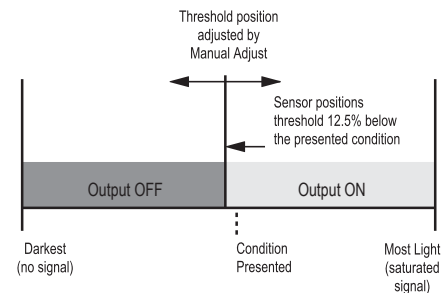 Threshold position
adjusted by
Manual Adjust
Sensor positions
threshold 12.5% below
the presented condition
Output OFF
Output ON
Darkest
(no signal)
Condition
Presented
Most Light
(saturated
signal)